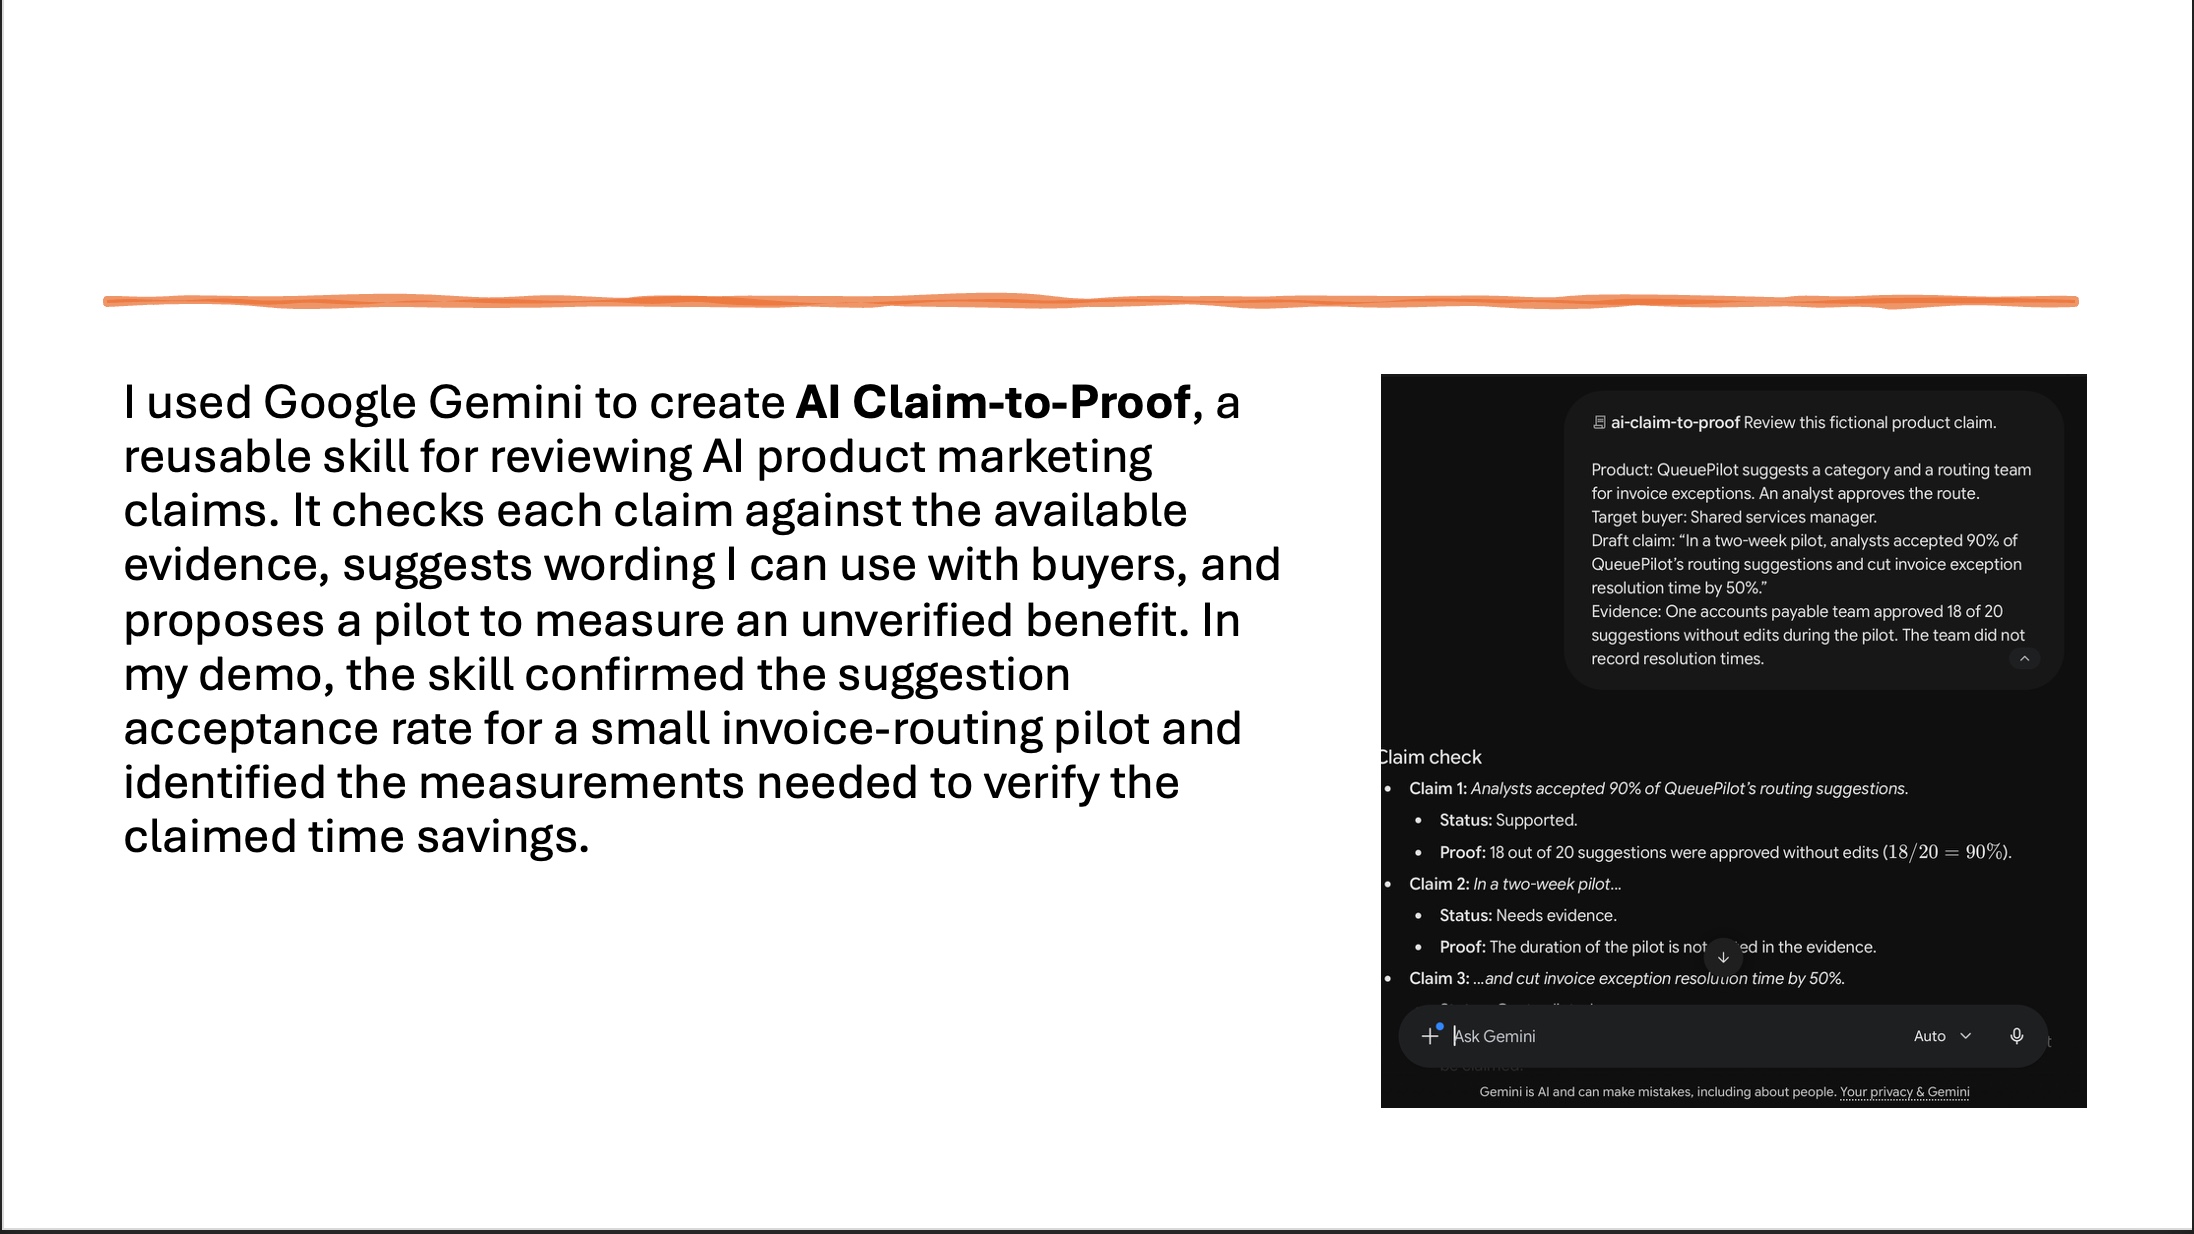 I used Google Gemini to create AI Claim-to-Proof, a
reusable skill for reviewing AI product marketing
claims. It checks each claim against the available
evidence, suggests wording I can use with buyers, and
proposes a pilot to measure an unverified benefit. In
my demo, the skill confirmed the suggestion
acceptance rate for a small invoice-routing pilot and
identified the measurements needed to verify the
claimed time savings.
ai-claim-to-proof Review this fictional product claim.
Product: QueuePilot suggests a category and a routing team
for invoice exceptions. An analyst approves the route.
Target buyer: Shared services manager.
Draft claim: “In a two-week pilot, analysts accepted 90% of
QueuePilot’s routing suggestions and cut invoice exception
resolution time by 50%.”
Evidence: One accounts payable team approved 18 of 20
suggestions without edits during the pilot. The team did not
record resolution times.
Claim check
• Claim 1: Analysts accepted 90% of QueuePilot’s routing suggestions.
• Status: Supported.
• Proof: 18 out of 20 suggestions were approved without edits (18/20 = 90%).
• Claim 2: In a two-week pilot...
• Status: Needs evidence.
• Proof: The duration of the pilot is not in the evidence.
• Claim 3: ...and cut invoice exception resolution time by 50%.
Ask Gemini
Auto
be claimed.
Gemini is AI and can make mistakes, including about people. Your privacy & Gemini